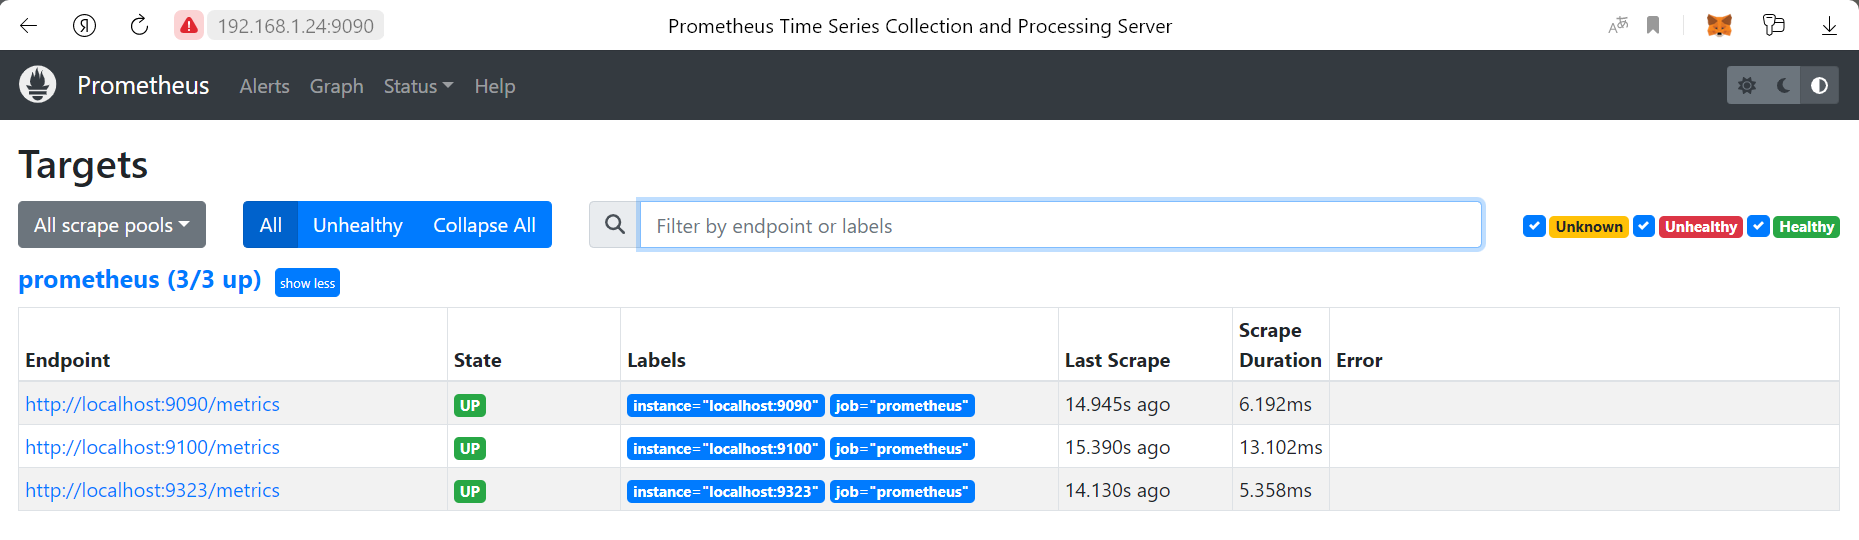 192.168.1.24:9090 Prometheus Time Series Collection and Processing Server
Prometheus Alerts Graph Status Help
Targets
All scrape pools All Unhealthy Collapse All Filter by endpoint or labels Unknown Unhealthy Healthy
prometheus (3/3 up) show less
Endpoint State Labels Last Scrape Scrape Duration Error
http://localhost:9090/metrics UP instance="localhost:9090" job="prometheus" 14.945s ago 6.192ms
http://localhost:9100/metrics UP instance="localhost:9100" job="prometheus" 15.390s ago 13.102ms
http://localhost:9323/metrics UP instance="localhost:9323" job="prometheus" 14.130s ago 5.358ms